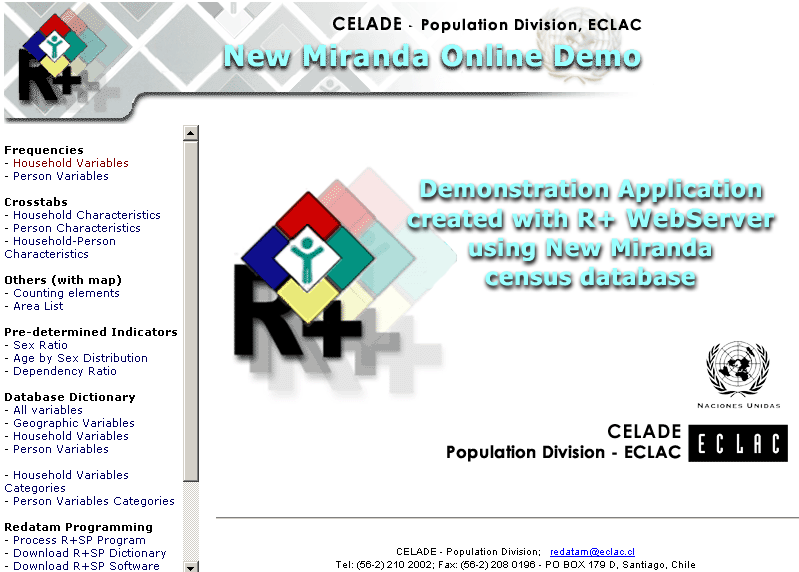 CELADE - Population Division, ECLAC
New Miranda Online Demo
R+
Frequencies
- Household Variables
- Person Variables
Crosstabs
- Household Characteristics
- Person Characteristics
- Household-Person
Characteristics
Others (with map)
- Counting elements
- Area List
Pre-determined Indicators
- Sex Ratio
- Age by Sex Distribution
- Dependency Ratio
Database Dictionary
- All variables
- Geographic Variables
- Household Variables
- Person Variables
- Household Variables
Categories
- Person Variables Categories
Redatam Programming
- Process R+SP Program
- Download R+SP Dictionary
- Download R+SP Software
Demonstration Application
created with R+ WebServer
using New Miranda
census database
R+
NACIONES UNIDAS
CELADE
Population Division - ECLAC
ECLAC
CELADE - Population Division; redatam@eclac.cl
Tel: (56-2) 210 2002; Fax: (56-2) 208 0196 - PO BOX 179 D, Santiago, Chile